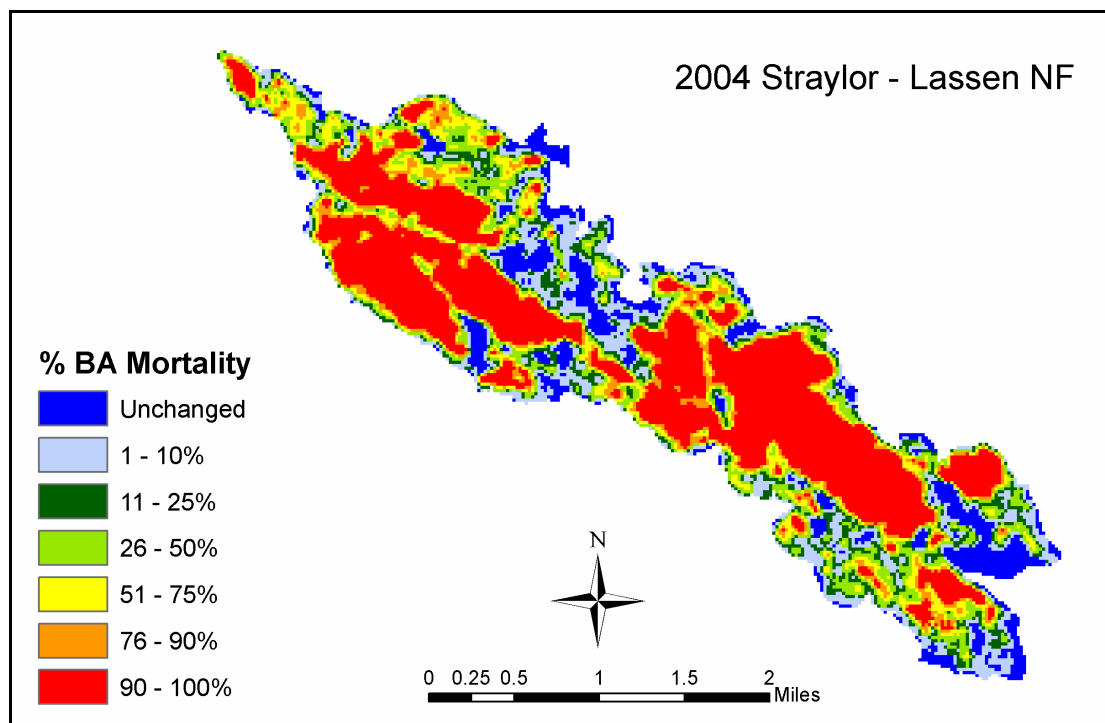 2004 Straylor - Lassen NF
% BA Mortality
Unchanged
1 - 10%
11 - 25%
26 - 50%
51 - 75%
76 - 90%
90 - 100%
N
0 0.25 0.5 1 1.5 2
Miles